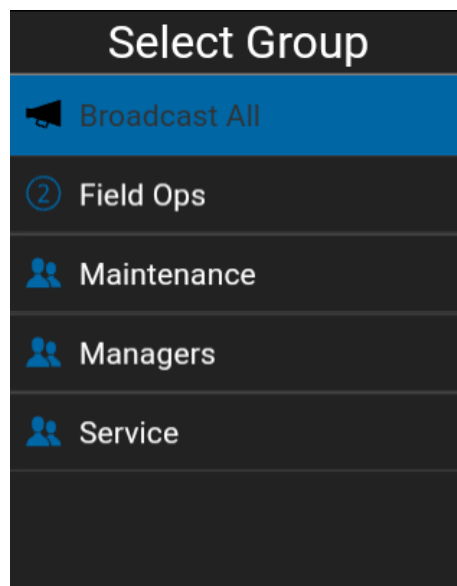 Select Group
Broadcast All
2 Field Ops
Maintenance
Managers
Service